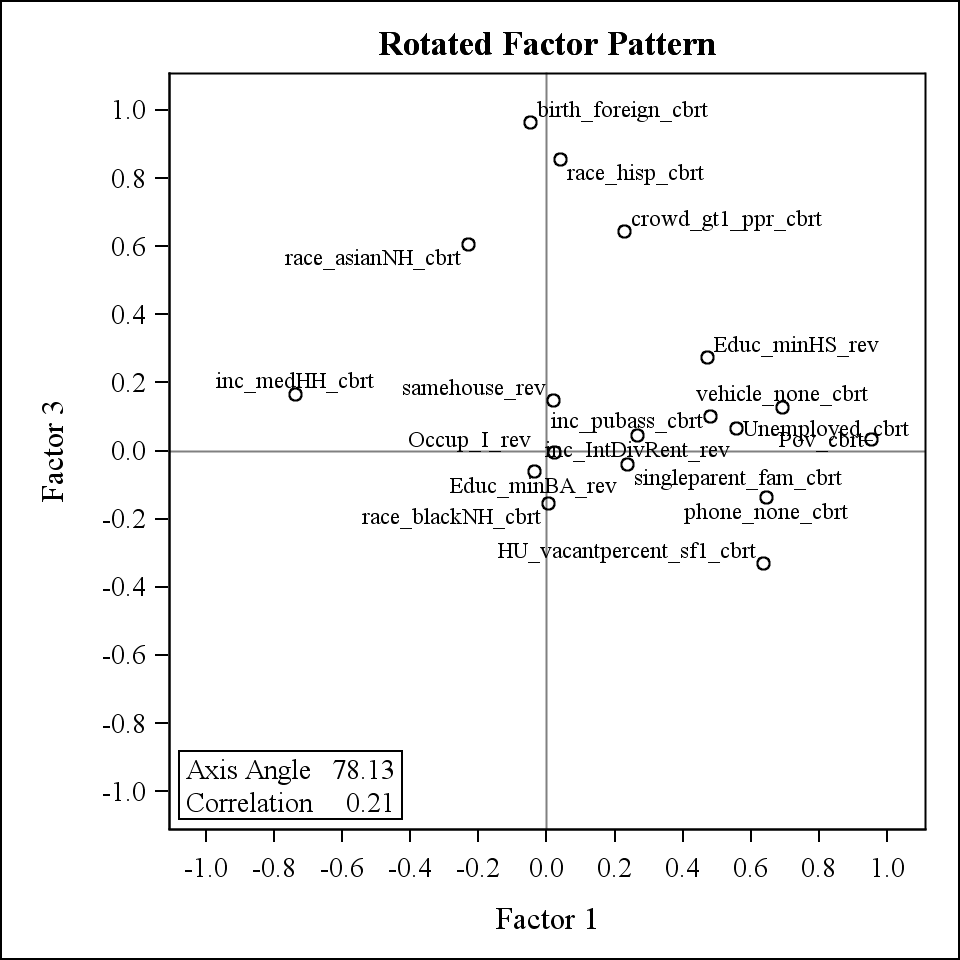 Rotated Factor Pattern
1.0
birth_foreign_cbrt
race_hisp_cbrt
0.8
crowd_gt1_ppr_cbrt
0.6
race_asianNH_cbrt
0.4
Educ_minHS_rev
0.2
inc_medHH_cbrt
samehouse_rev
vehicle_none_cbrt
inc_pubass_cbrt
Unemployed_cbrt
Occup_I_rev
Pov_cbrt
Factor 3
0.0
inc_IntDivRent_rev
singleparent_fam_cbrt
Educ_minBA_rev
phone_none_cbrt
race_blackNH_cbrt
-0.2
HU_vacantpercent_sf1_cbrt
-0.4
-0.6
-0.8
Axis Angle 78.13
-1.0
Correlation 0.21
-1.0 -0.8 -0.6 -0.4 -0.2 0.0 0.2 0.4 0.6 0.8 1.0
Factor 1